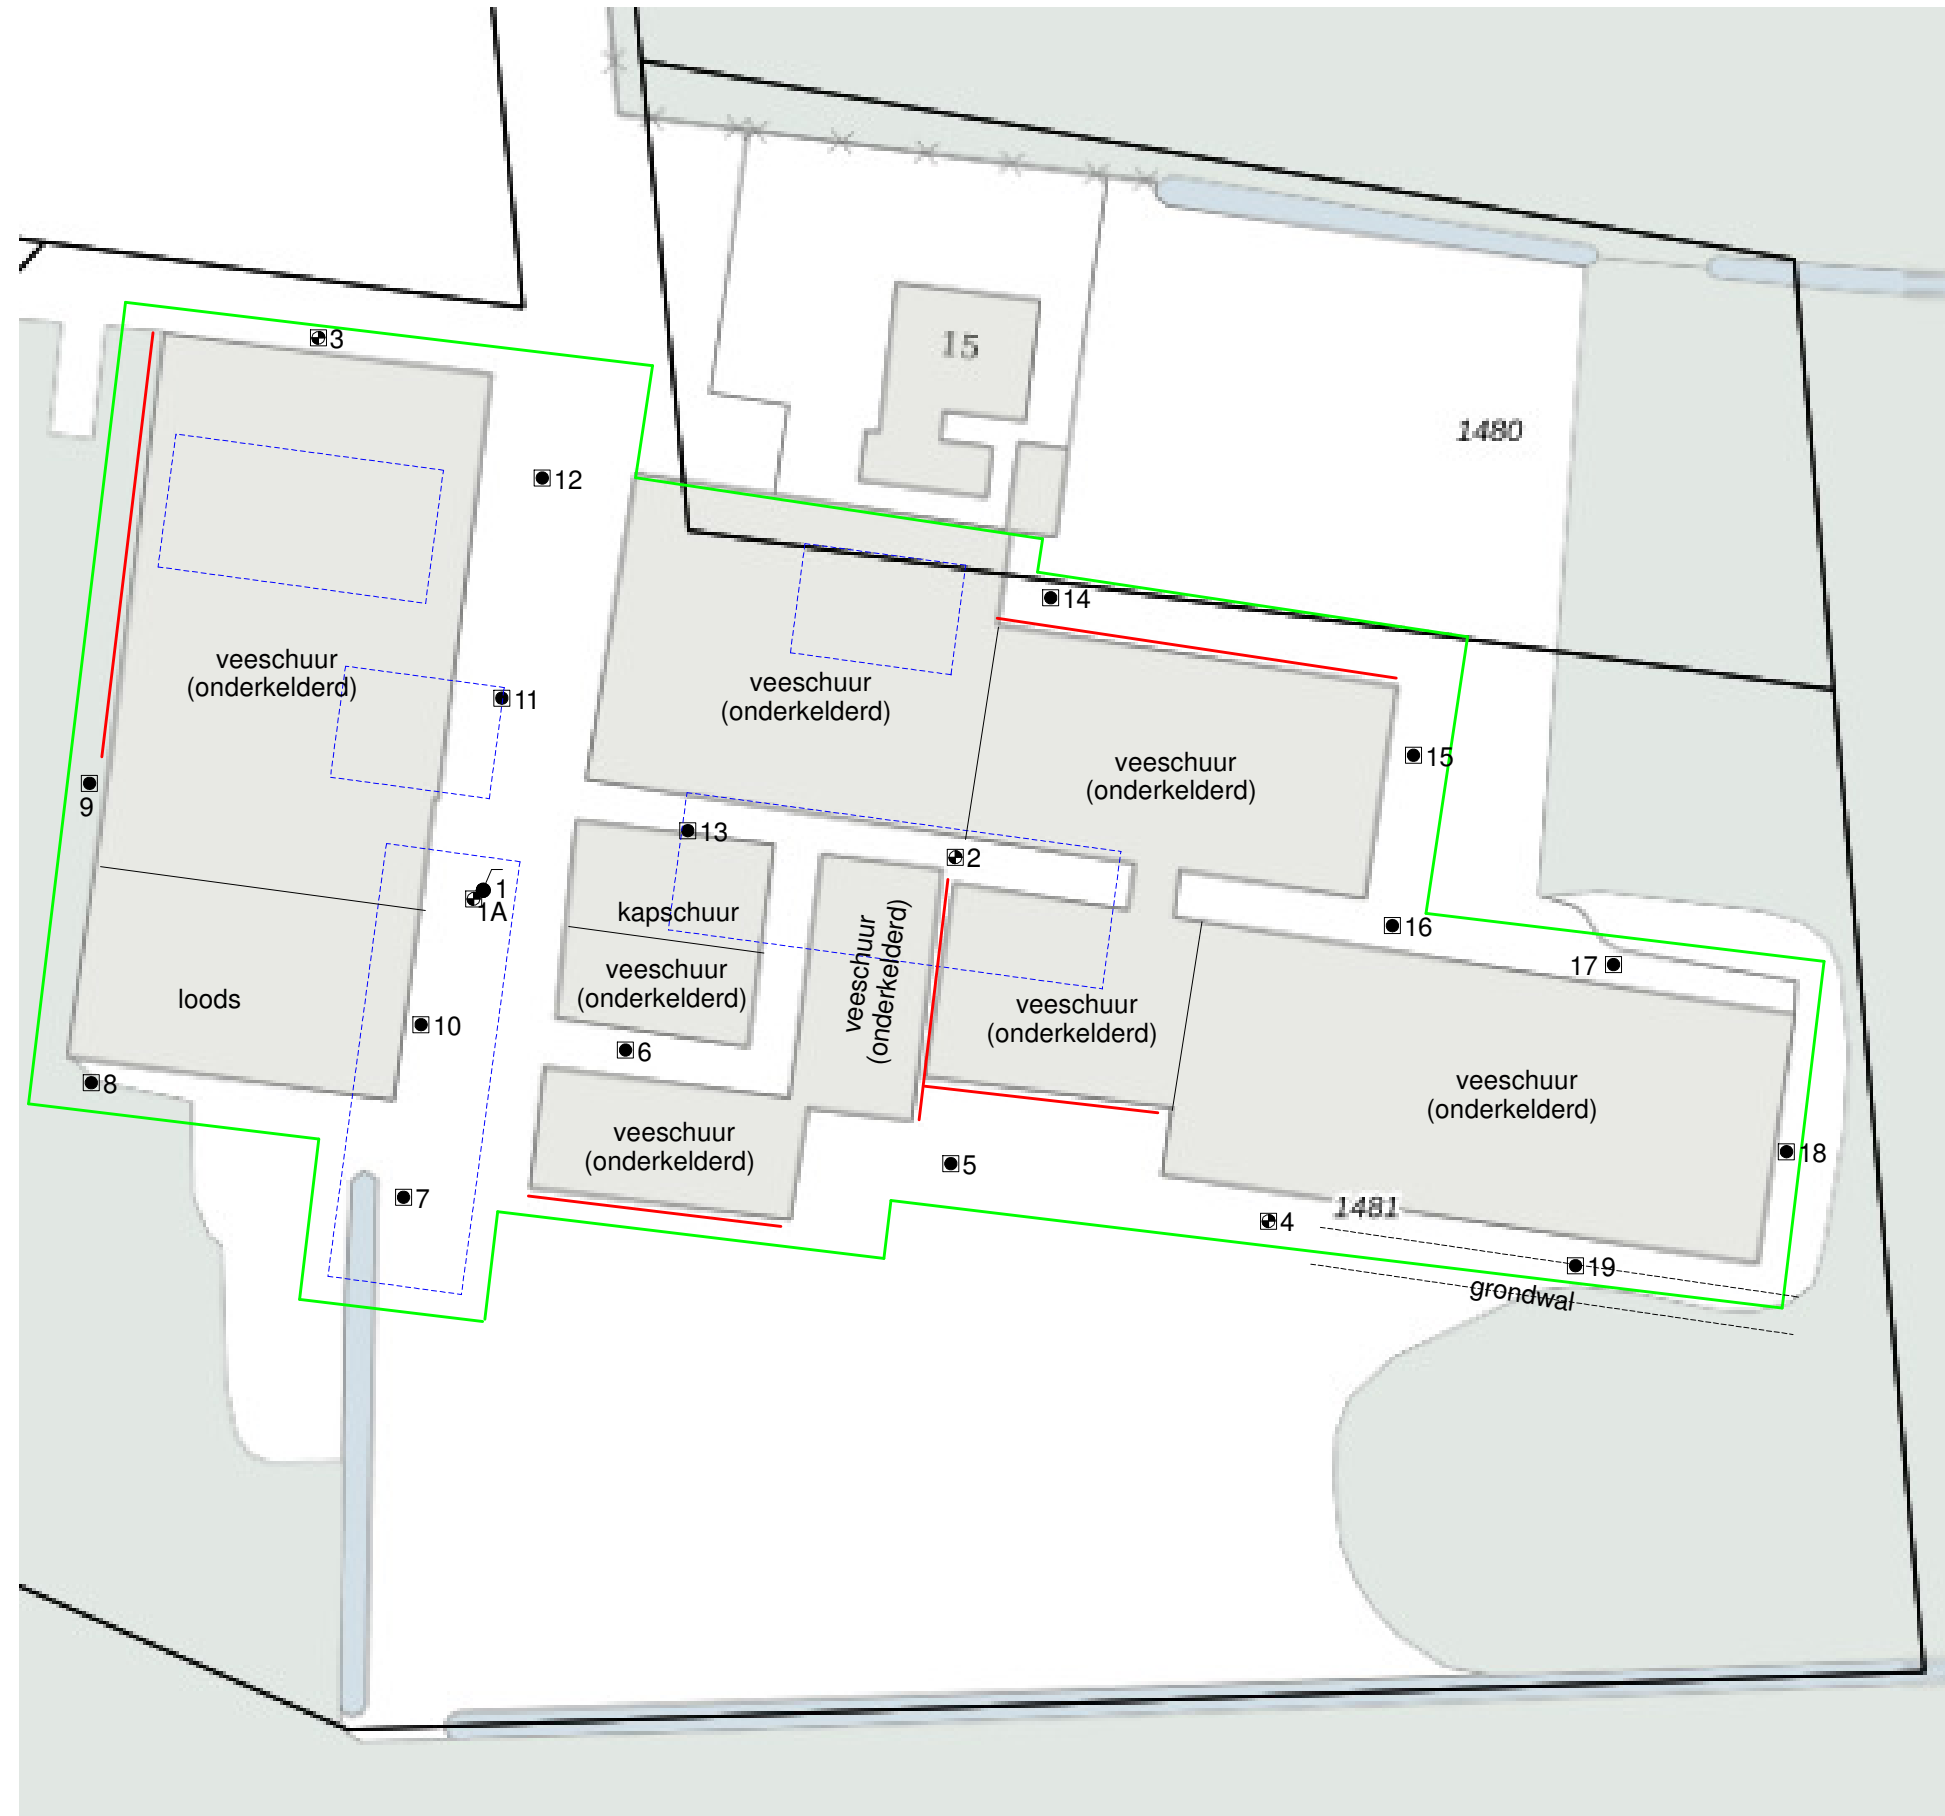 3
15
1480
12
14
veeschuur
(onderkelderd)
veeschuur
(onderkelderd)
11
15
veeschuur
(onderkelderd)
9
13
2
1
1A
kapschuur
16
veeschuur
(onderkelderd)
17
veeschuur
(onderkelderd)
loods
veeschuur
(onderkelderd)
10
6
8
veeschuur
(onderkelderd)
veeschuur
(onderkelderd)
18
5
7
1481
4
19
grondwal